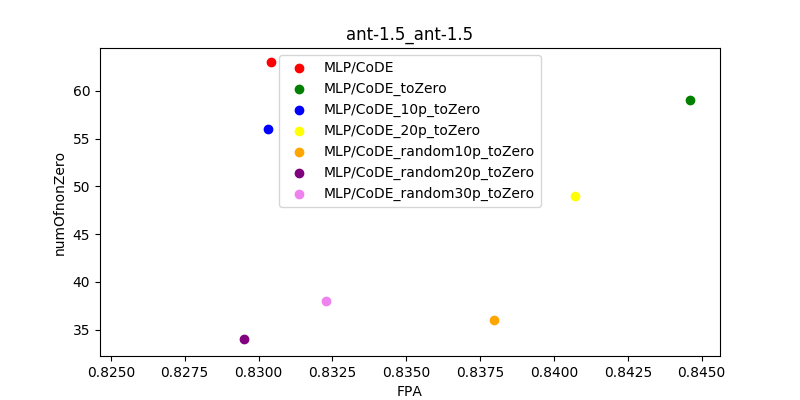 ant-1.5_ant-1.5
MLP/CoDE
MLP/CoDE_toZero
MLP/CoDE_10p_toZero
MLP/CoDE_20p_toZero
MLP/CoDE_random10p_toZero
MLP/CoDE_random20p_toZero
MLP/CoDE_random30p_toZero
numOfnonZero
60
55
50
45
40
35
0.8250 0.8275 0.8300 0.8325 0.8350 0.8375 0.8400 0.8425 0.8450
FPA